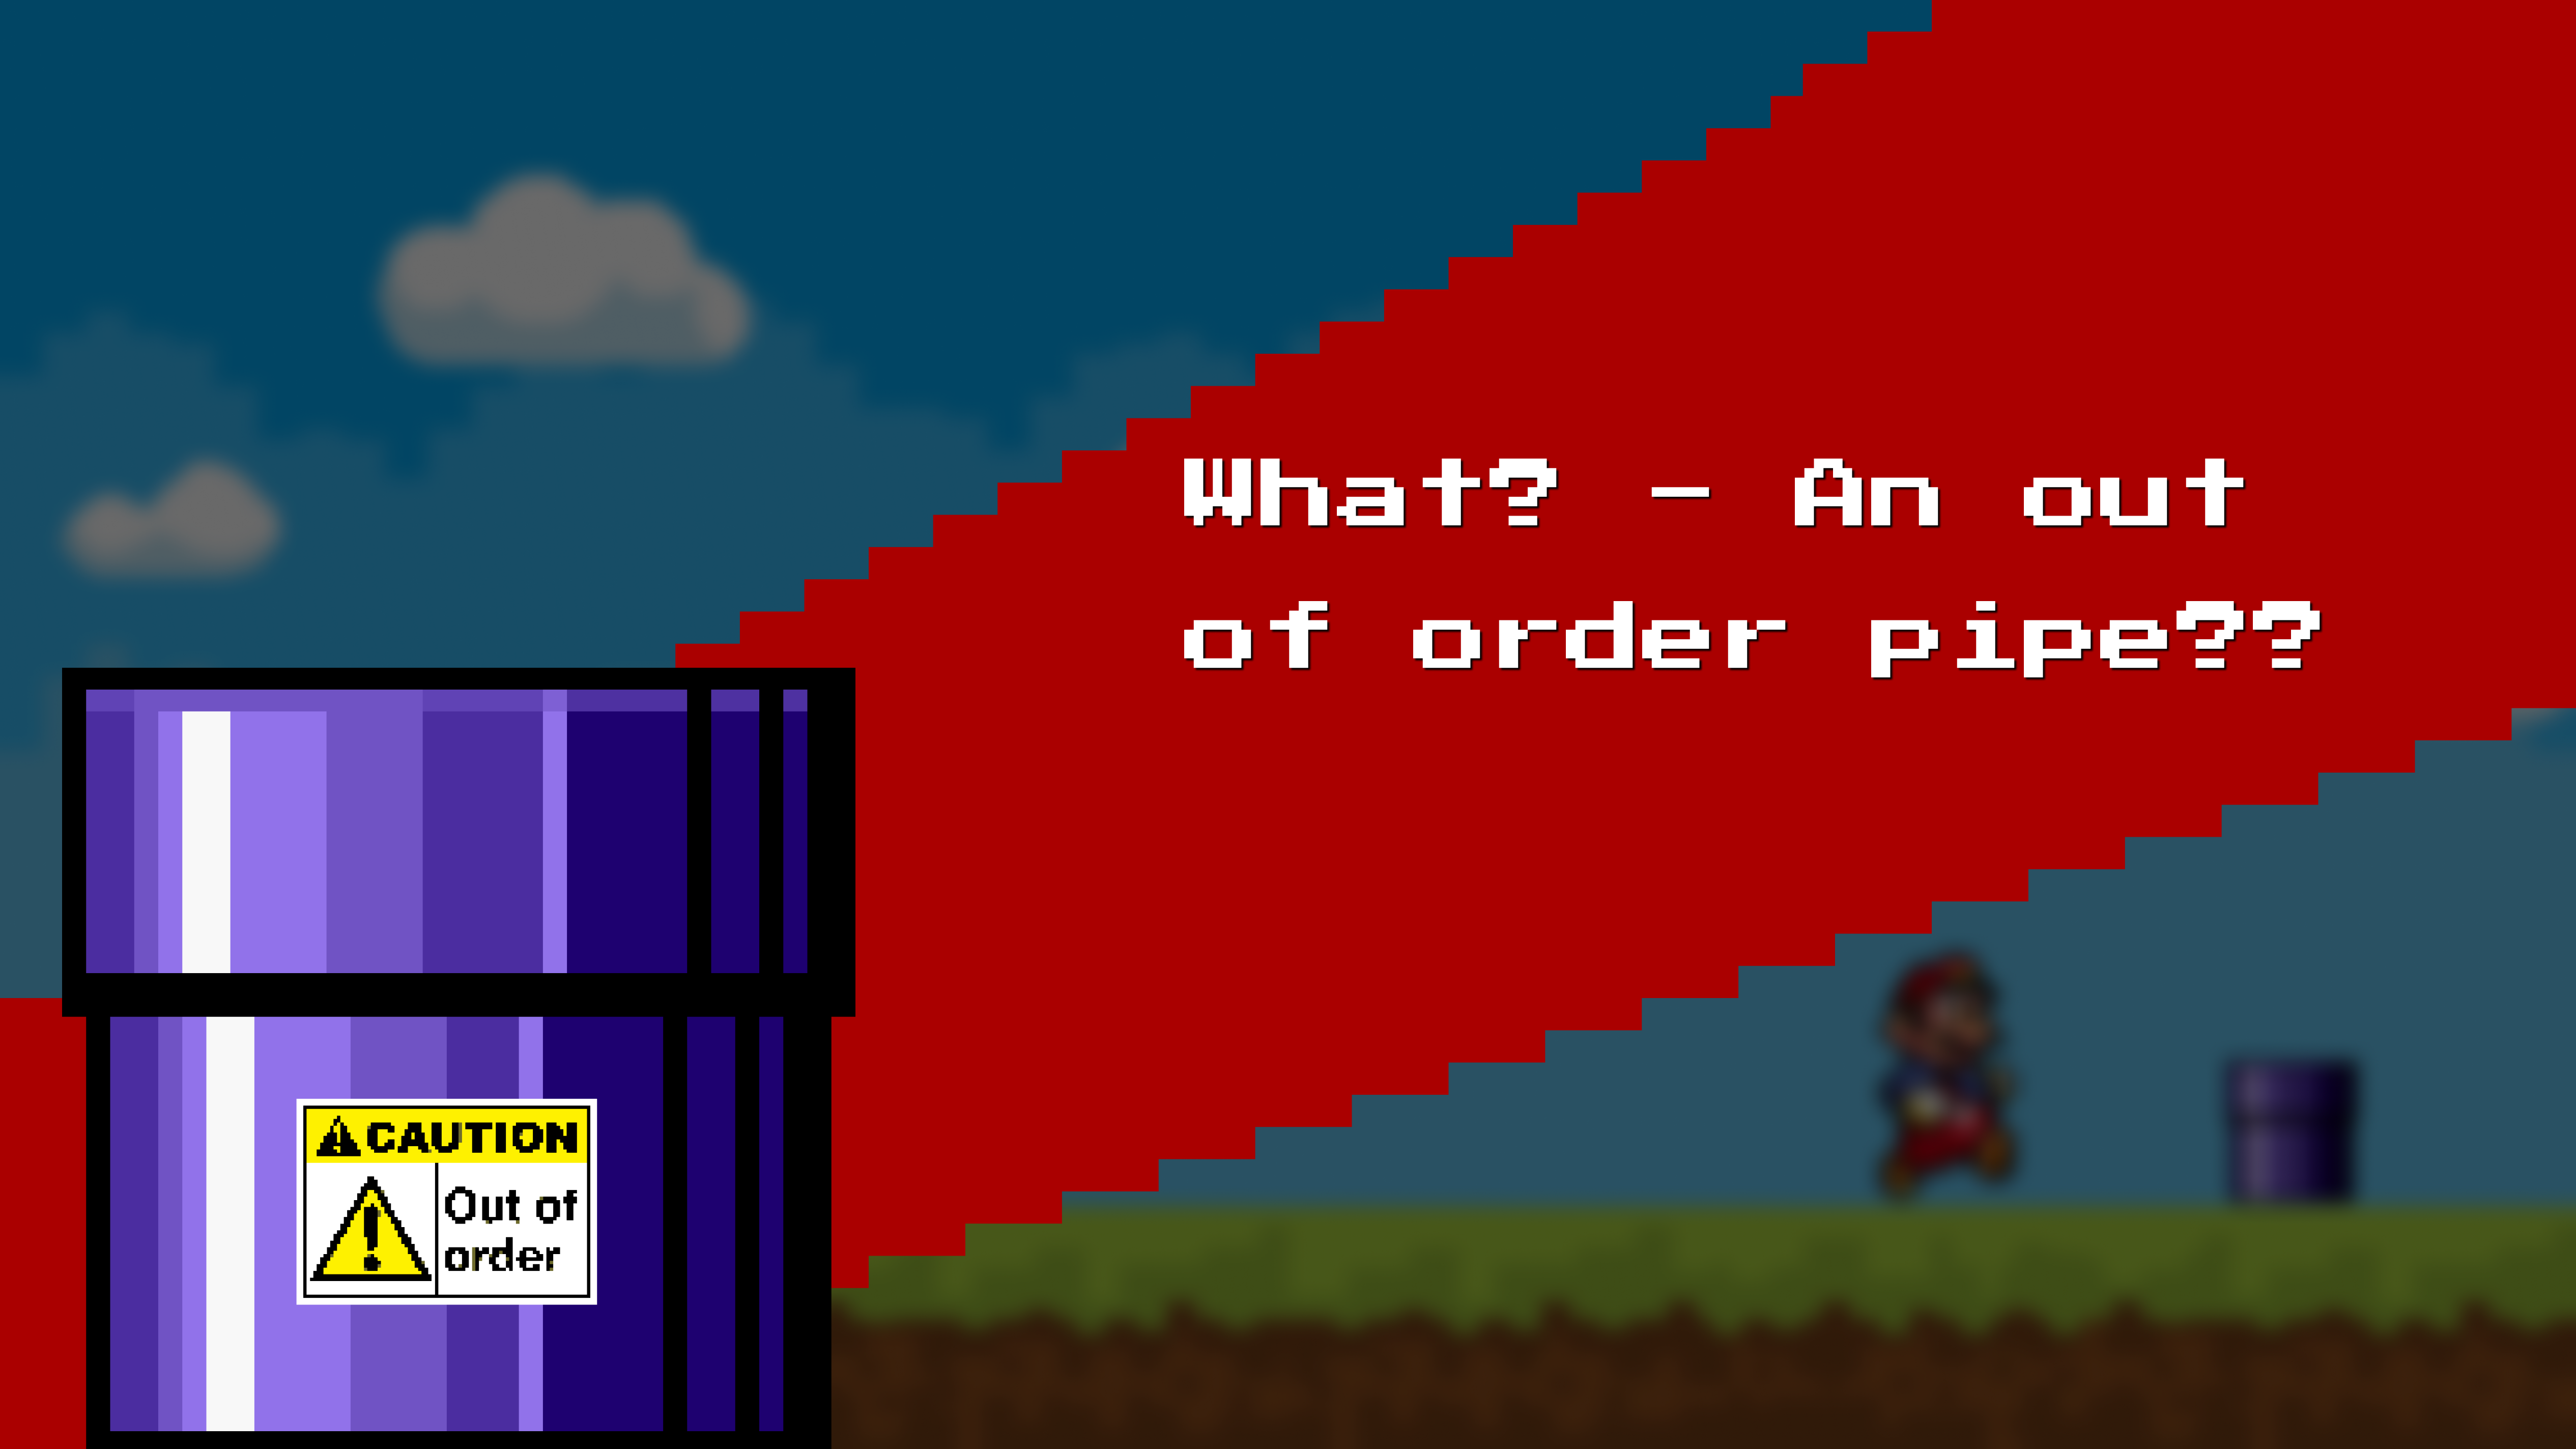 What? - An out
of order pipe??
CAUTION
Out of
order